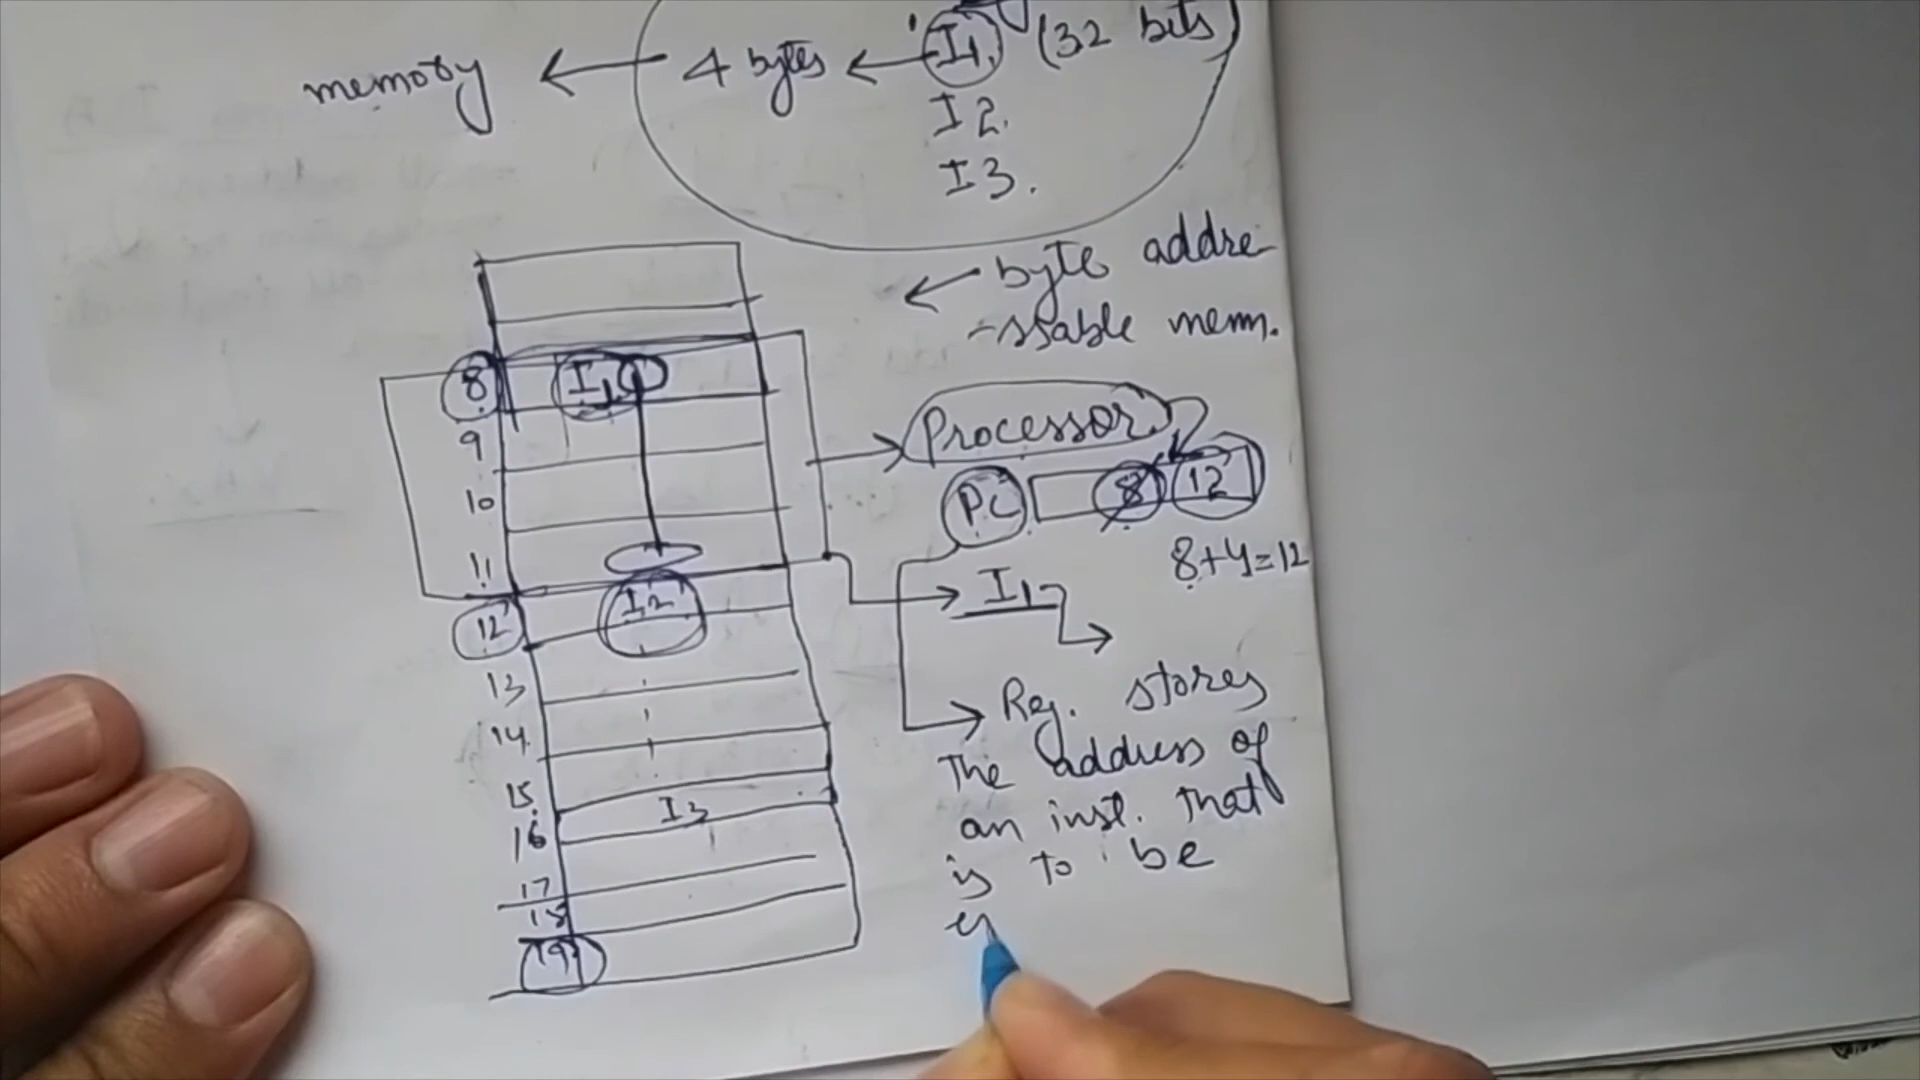 memory ← 4 bytes ← I1. (32 bits)
I2.
I3.
← byte addre
-ssable mem.
8 I1
9
10
11
12 I2
13
14
15
16 I3
17
18
19
Processor
PC 8 12
8+4=12
I1
Reg. stores
The address of
an inst. that
is to be